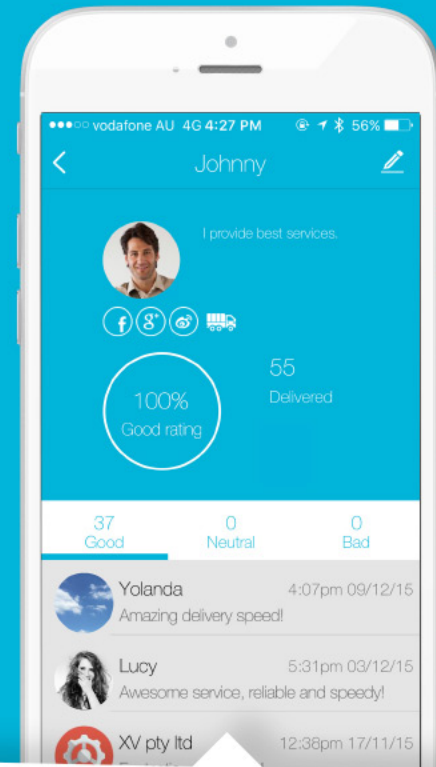 vodafone AU 4G 4:27 PM 56%
Johnny
I provide best services.
f g+
100%
Good rating
55
Delivered
37 0 0
Good Neutral Bad
Yolanda 4:07pm 09/12/15
Amazing delivery speed!
Lucy 5:31pm 03/12/15
Awesome service, reliable and speedy!
XV pty ltd 12:38pm 17/11/15